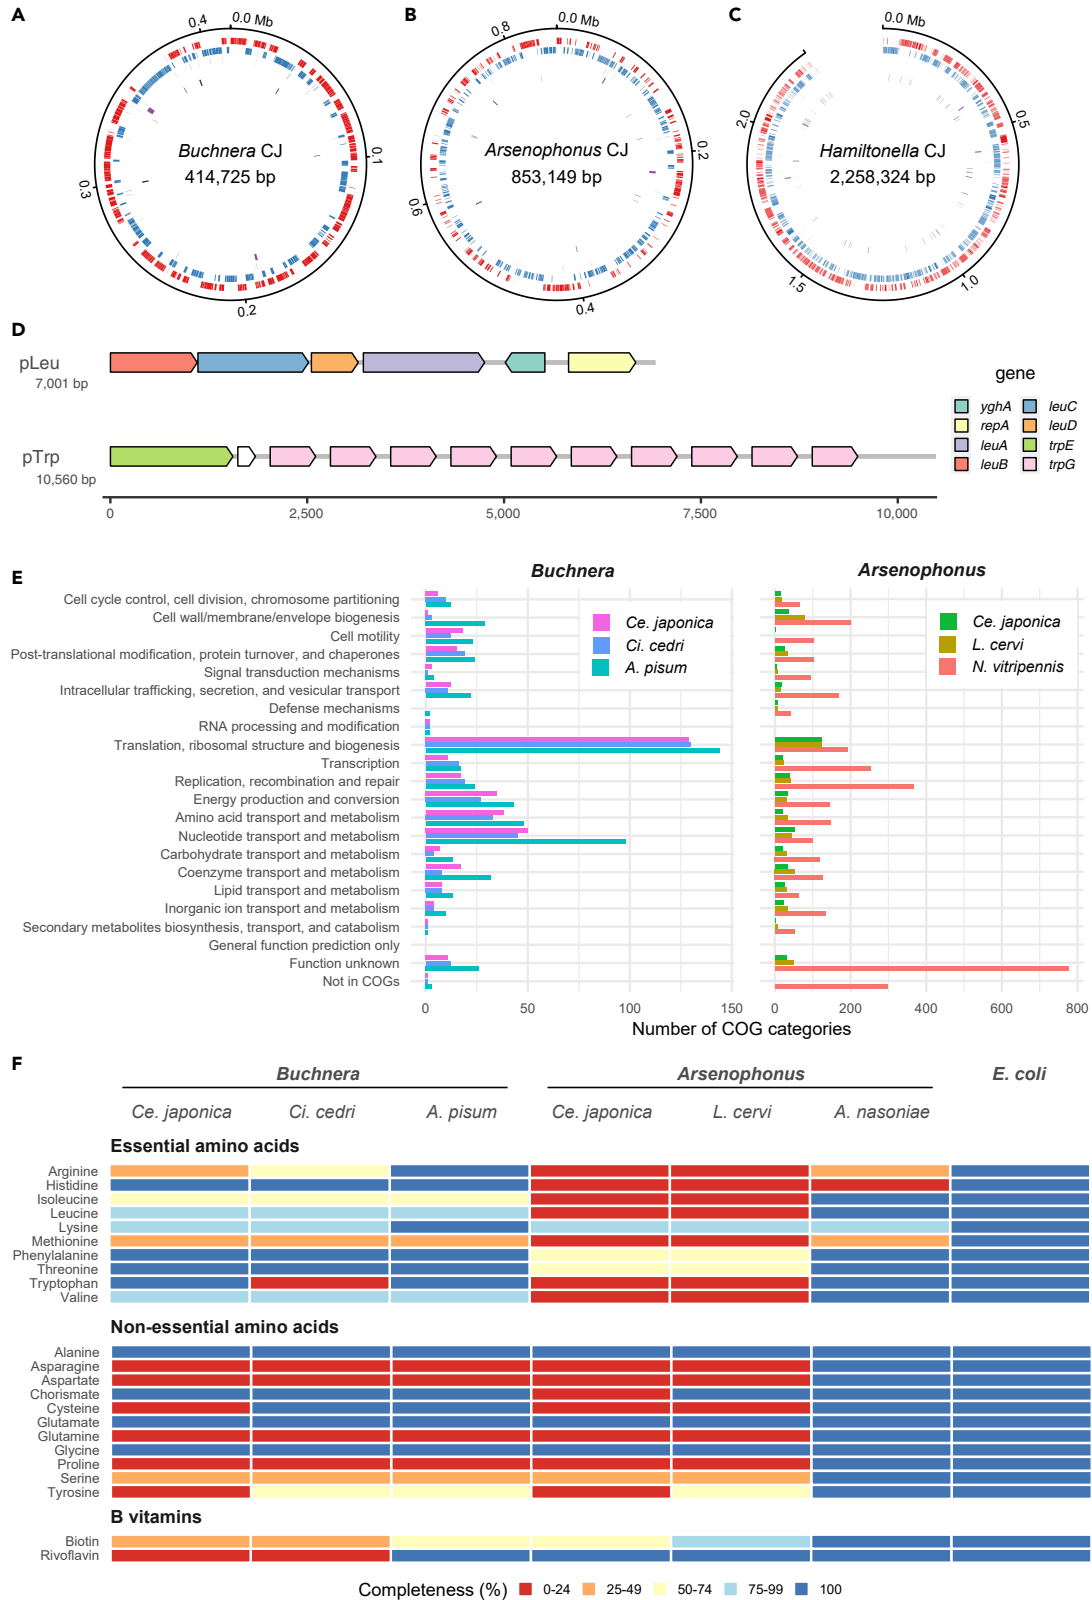 A
0.0 Mb
0.1
0.2
0.3
0.4
Buchnera CJ
414,725 bp
B
0.0 Mb
0.2
0.4
0.6
0.8
Arsenophonus CJ
853,149 bp
C
0.0 Mb
0.5
1.0
1.5
2.0
Hamiltonella CJ
2,258,324 bp
D
pLeu
7,001 bp
pTrp
10,560 bp
0 2,500 5,000 7,500 10,000
gene
yghA leuC
repA leuD
leuA trpE
leuB trpG
E
Buchnera Arsenophonus
Cell cycle control, cell division, chromosome partitioning
Cell wall/membrane/envelope biogenesis
Cell motility
Post-translational modification, protein turnover, and chaperones
Signal transduction mechanisms
Intracellular trafficking, secretion, and vesicular transport
Defense mechanisms
RNA processing and modification
Translation, ribosomal structure and biogenesis
Transcription
Replication, recombination and repair
Energy production and conversion
Amino acid transport and metabolism
Nucleotide transport and metabolism
Carbohydrate transport and metabolism
Coenzyme transport and metabolism
Lipid transport and metabolism
Inorganic ion transport and metabolism
Secondary metabolites biosynthesis, transport, and catabolism
General function prediction only
Function unknown
Not in COGs
Ce. japonica
Ci. cedri
A. pisum
Ce. japonica
L. cervi
N. vitripennis
0 50 100 150 0 200 400 600 800
Number of COG categories
F
Buchnera Arsenophonus E. coli
Ce. japonica Ci. cedri A. pisum Ce. japonica L. cervi A. nasoniae
Essential amino acids
Arginine
Histidine
Isoleucine
Leucine
Lysine
Methionine
Phenylalanine
Threonine
Tryptophan
Valine
Non-essential amino acids
Alanine
Asparagine
Aspartate
Chorismate
Cysteine
Glutamate
Glutamine
Glycine
Proline
Serine
Tyrosine
B vitamins
Biotin
Rivoflavin
Completeness (%) 0-24 25-49 50-74 75-99 100